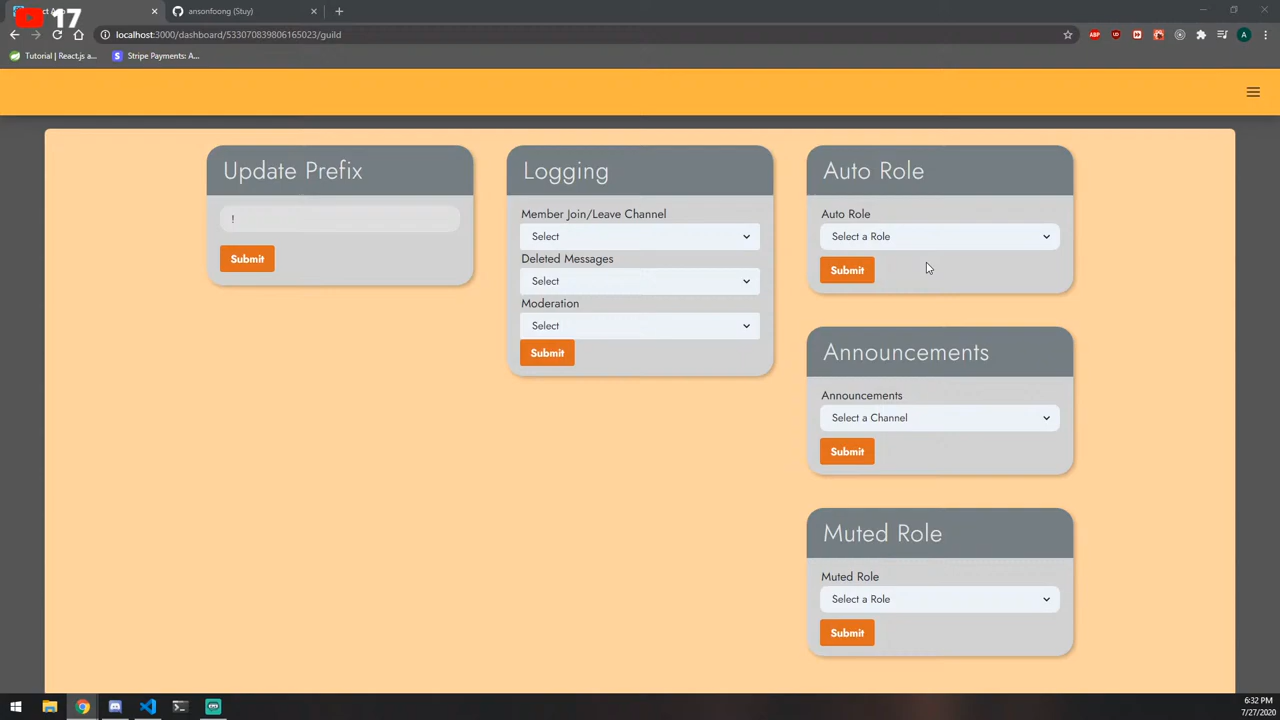 17
ansonfoong (Stuy)
localhost:3000/dashboard/533070839806165023/guild
ABP
A
Tutorial | React.js a...
Stripe Payments: A...
Update Prefix
!
Submit
Logging
Member Join/Leave Channel
Select
Deleted Messages
Select
Moderation
Select
Submit
Auto Role
Auto Role
Select a Role
Submit
Announcements
Announcements
Select a Channel
Submit
Muted Role
Muted Role
Select a Role
Submit
6:32 PM
7/27/2020